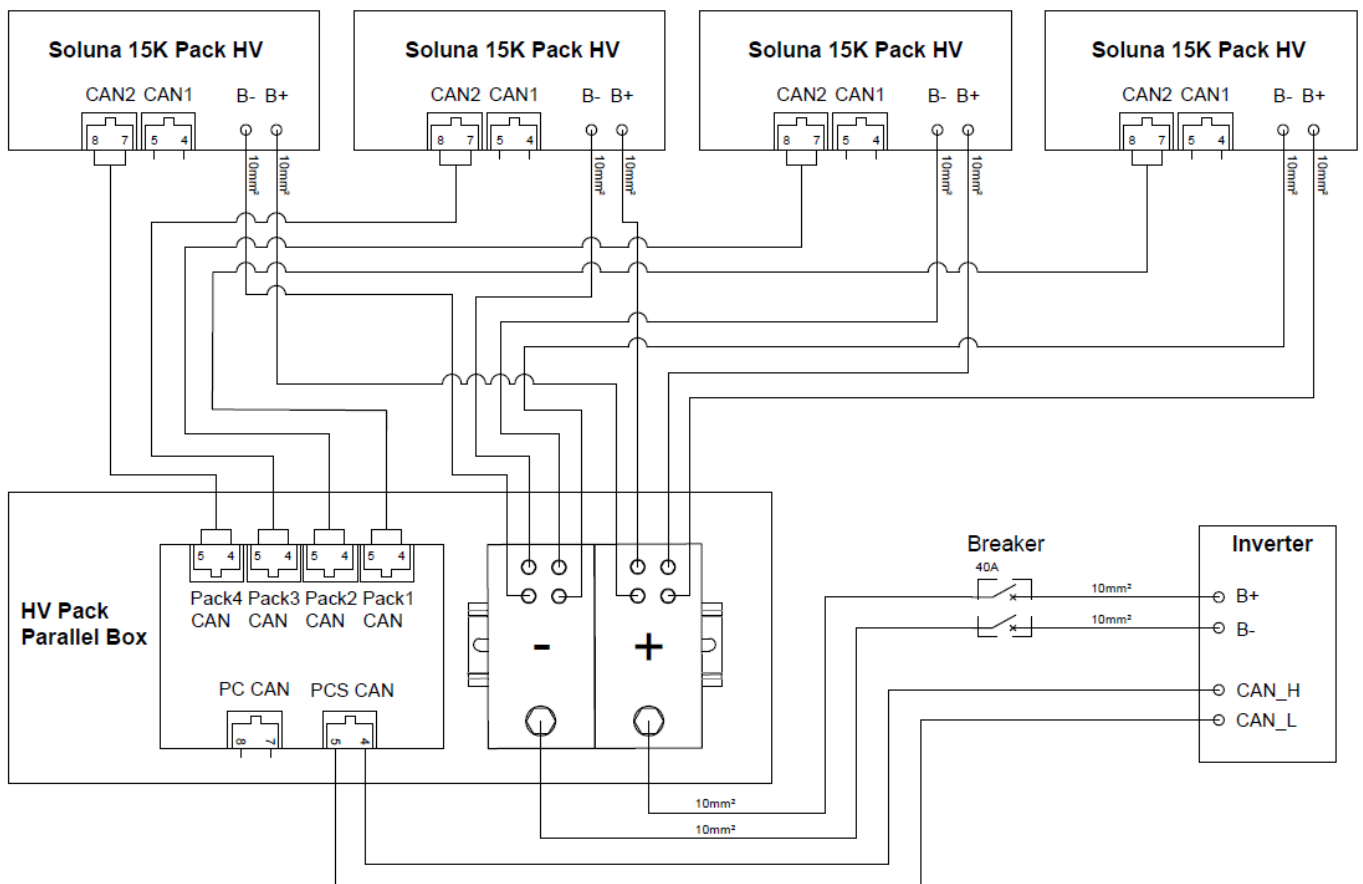 Soluna 15K Pack HV
CAN2 CAN1 B- B+
8 7 5 4
10mm² 10mm²
Soluna 15K Pack HV
CAN2 CAN1 B- B+
8 7 5 4
10mm² 10mm²
Soluna 15K Pack HV
CAN2 CAN1 B- B+
8 7 5 4
10mm² 10mm²
Soluna 15K Pack HV
CAN2 CAN1 B- B+
8 7 5 4
10mm² 10mm²
HV Pack
Parallel Box
5 4 5 4 5 4 5 4
Pack4 Pack3 Pack2 Pack1
CAN CAN CAN CAN
PC CAN PCS CAN
8 7 5 4
- +
10mm²
10mm²
Breaker
40A
10mm²
10mm²
Inverter
B+
B-
CAN_H
CAN_L